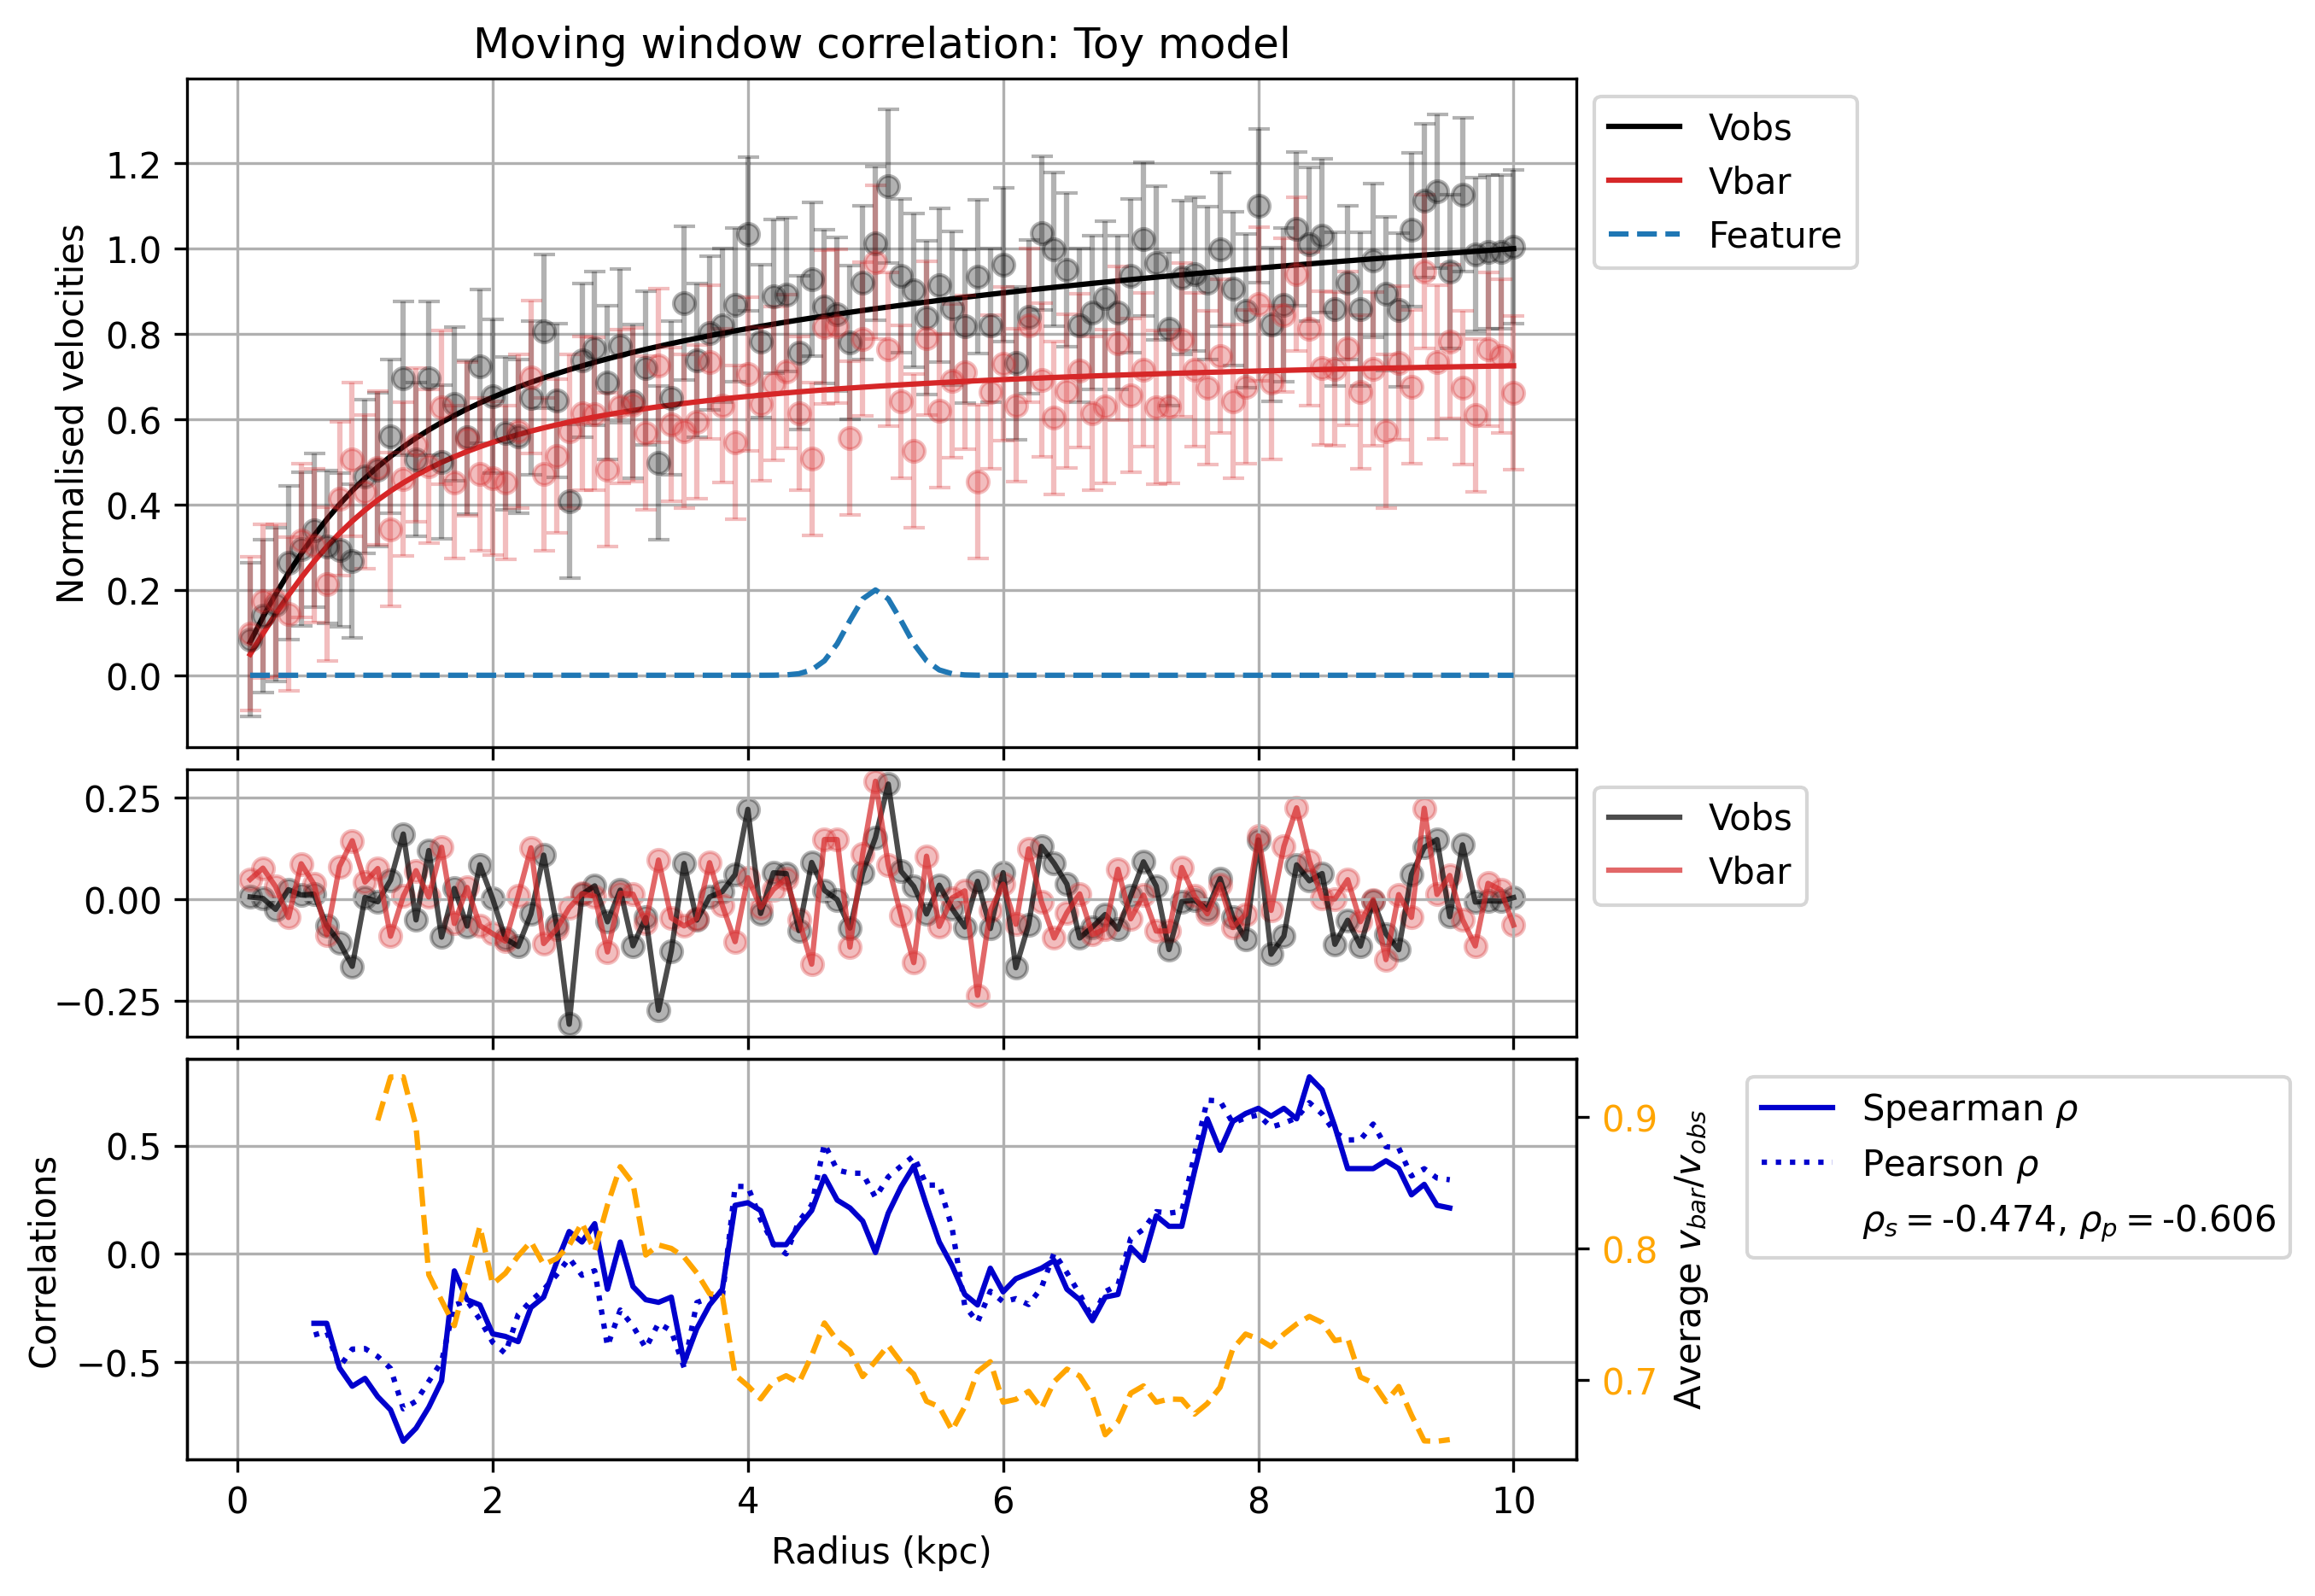 Moving window correlation: Toy model
Normalised velocities
1.2
1.0
0.8
0.6
0.4
0.2
0.0
Vobs
Vbar
Feature
0.25
0.00
−0.25
Vobs
Vbar
Correlations
0.5
0.0
−0.5
0.9
0.8
0.7
Average v_bar/v_obs
Spearman ρ
Pearson ρ
ρ_s = -0.474, ρ_p = -0.606
0 2 4 6 8 10
Radius (kpc)